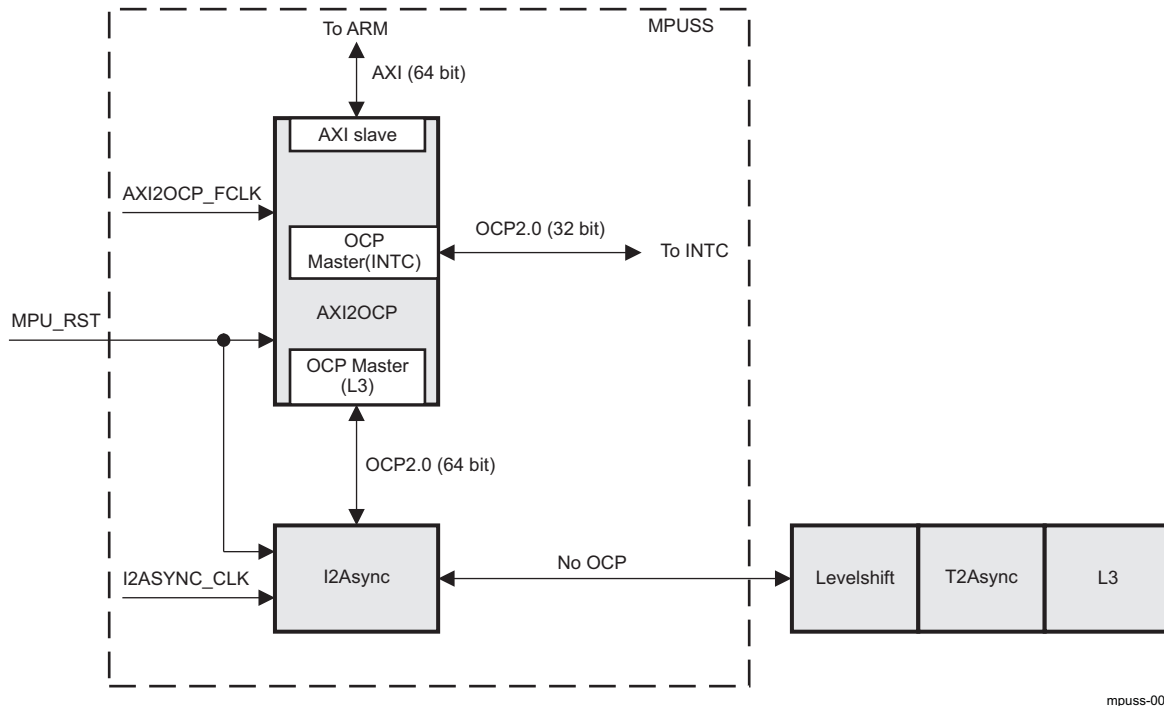 To ARM
MPUSS
AXI (64 bit)
AXI slave
AXI2OCP_FCLK
OCP
Master(INTC)
OCP2.0 (32 bit)
To INTC
AXI2OCP
MPU_RST
OCP Master
(L3)
OCP2.0 (64 bit)
I2Async
No OCP
I2ASYNC_CLK
Levelshift
T2Async
L3
mpuss-00